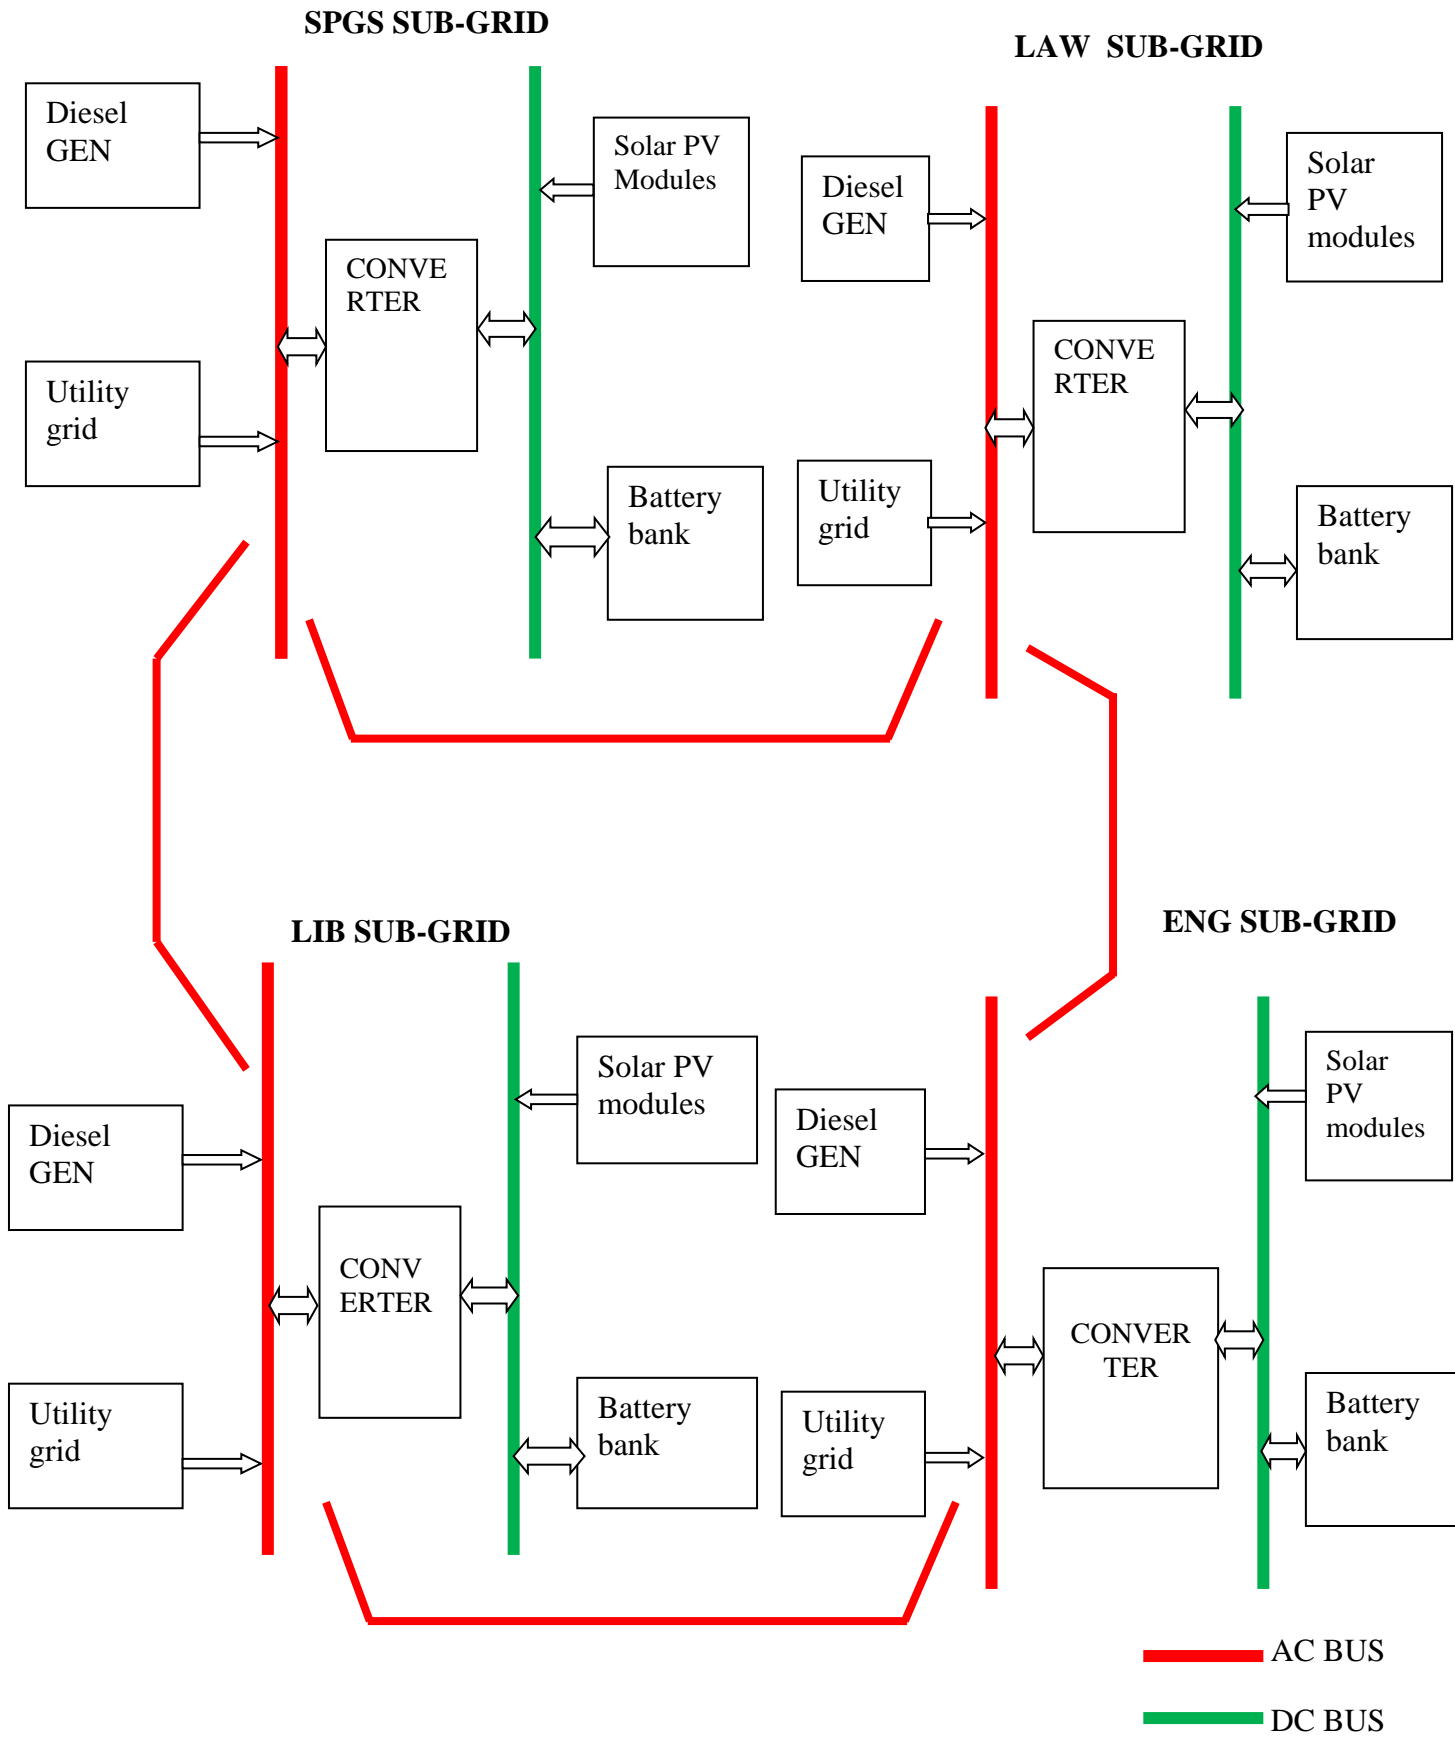 SPGS SUB-GRID
Diesel
GEN
Solar PV
Modules
CONVE
RTER
Utility
grid
Battery
bank
LAW  SUB-GRID
Diesel
GEN
Solar
PV
modules
CONVE
RTER
Utility
grid
Battery
bank
LIB SUB-GRID
Diesel
GEN
Solar PV
modules
CONV
ERTER
Utility
grid
Battery
bank
ENG SUB-GRID
Diesel
GEN
Solar
PV
modules
CONVER
TER
Utility
grid
Battery
bank
AC BUS
DC BUS